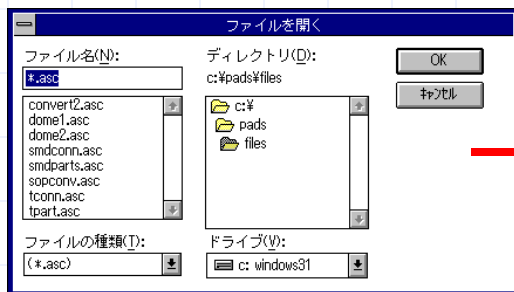 ファイルを開く
ファイル名(N):
*.asc
convert2.asc
dome1.asc
dome2.asc
smdconn.asc
smdparts.asc
sopconv.asc
tconn.asc
tpart.asc
ファイルの種類(T):
(*.asc)
ディレクトリ(D):
c:¥pads¥files
c:¥
pads
files
ドライブ(V):
c: windows31
OK
ｷｬﾝｾﾙ